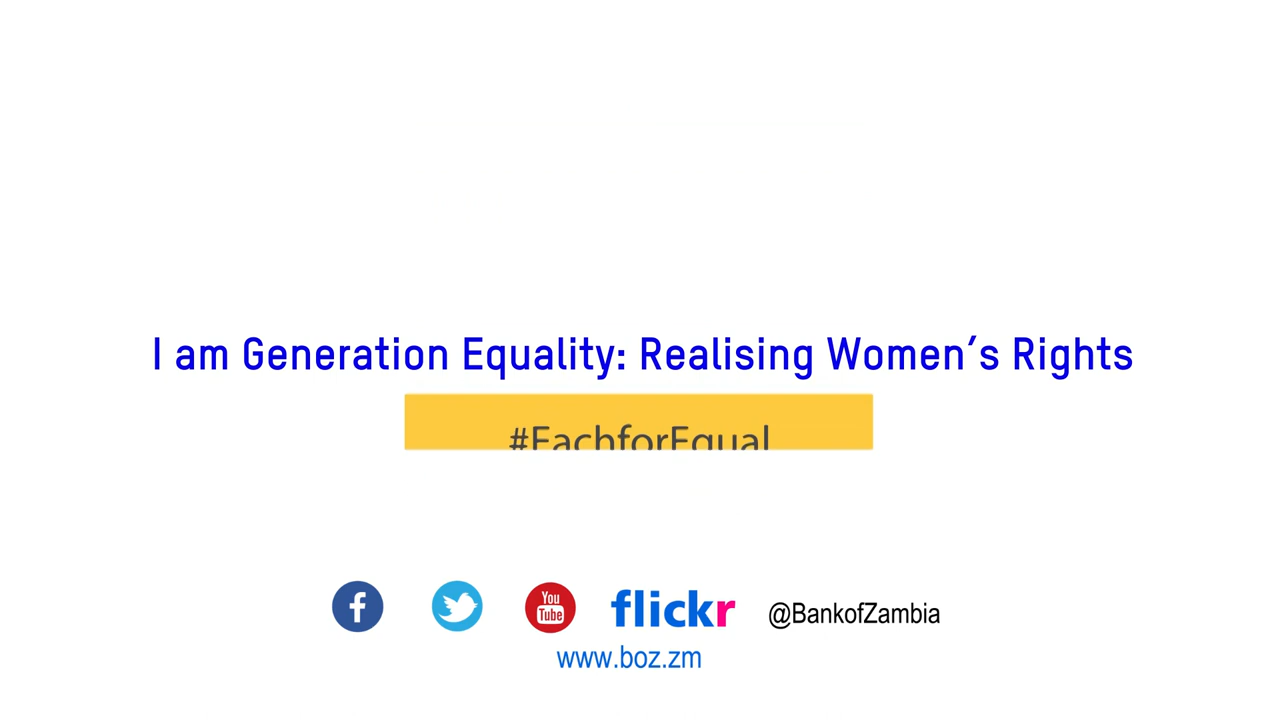 I am Generation Equality: Realising Women's Rights
#EachforEqual
f You Tube flickr @BankofZambia
www.boz.zm